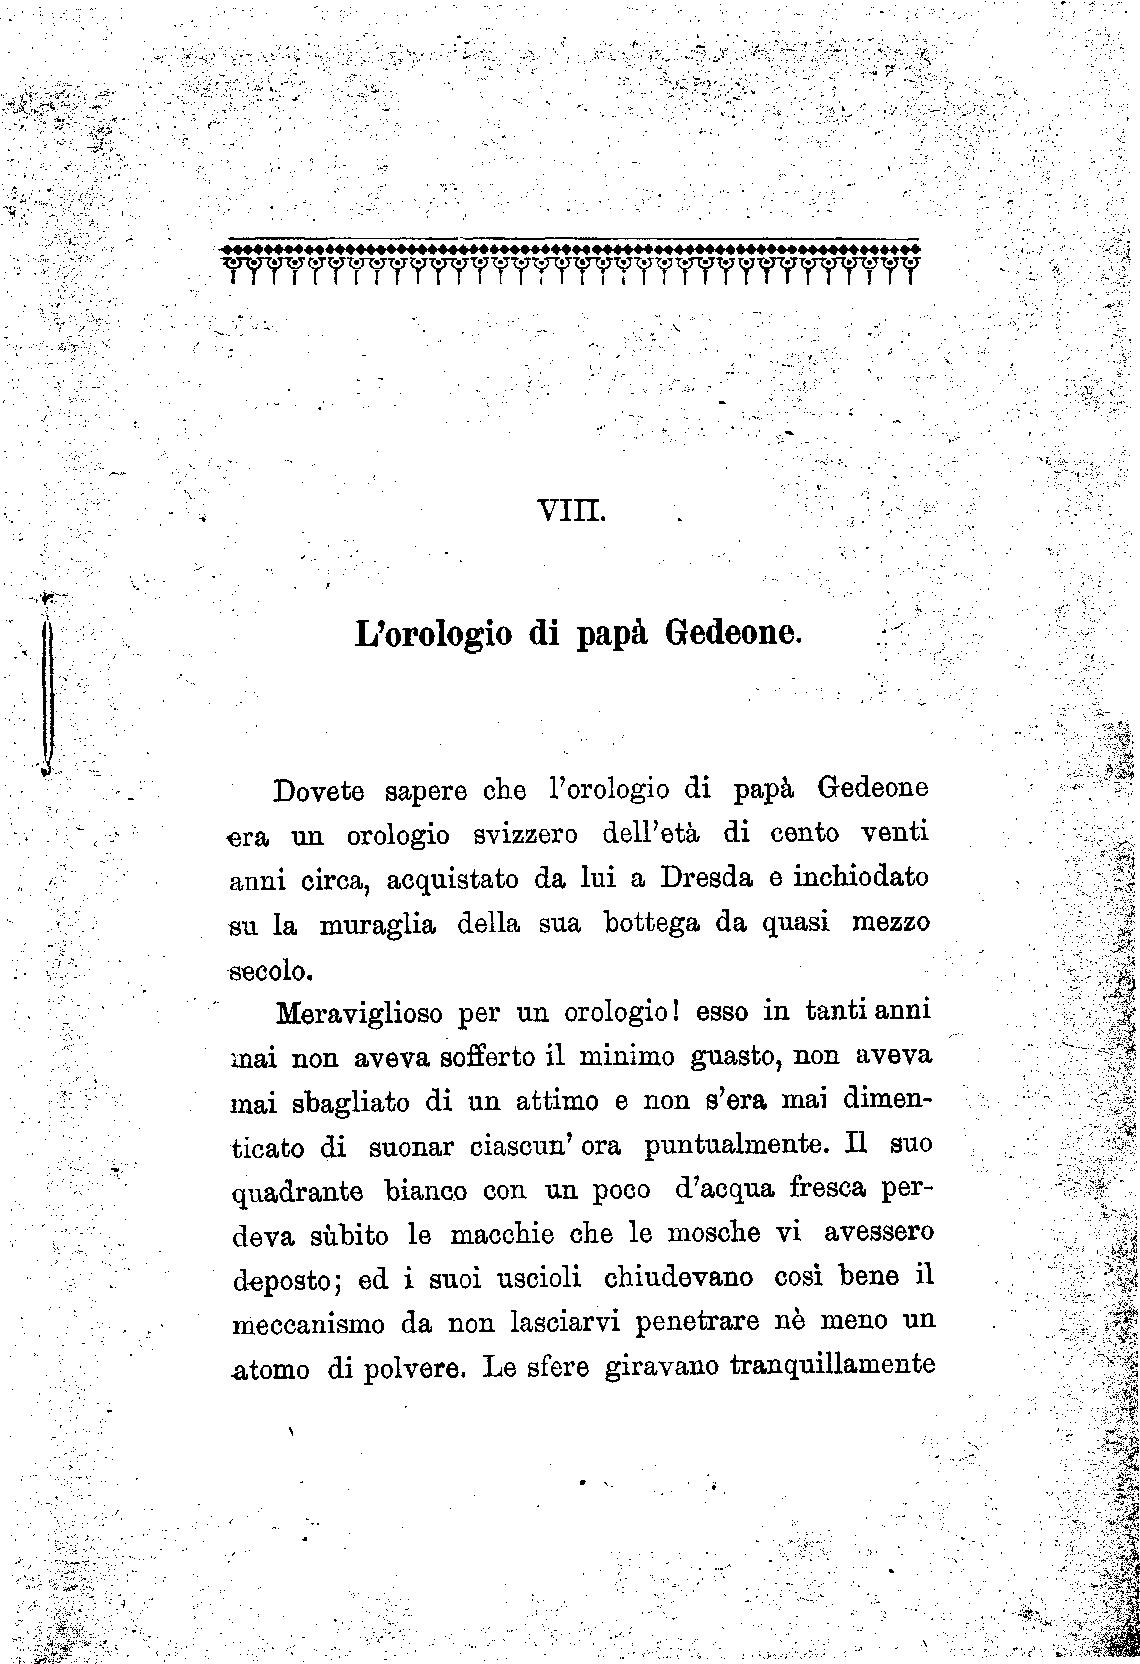 VIII.
L'orologio di papà Gedeone.
Dovete sapere che l'orologio di papà Gedeone
era un orologio svizzero dell'età di cento venti
anni circa, acquistato da lui a Dresda e inchiodato
su la muraglia della sua bottega da quasi mezzo
secolo.
Meraviglioso per un orologio! esso in tanti anni
mai non aveva sofferto il minimo guasto, non aveva
mai sbagliato di un attimo e non s'era mai dimen-
ticato di suonar ciascun' ora puntualmente. Il suo
quadrante bianco con un poco d'acqua fresca per-
deva sùbito le macchie che le mosche vi avessero
deposto; ed i suoi uscioli chiudevano così bene il
meccanismo da non lasciarvi penetrare nè meno un
atomo di polvere. Le sfere giravano tranquillamente